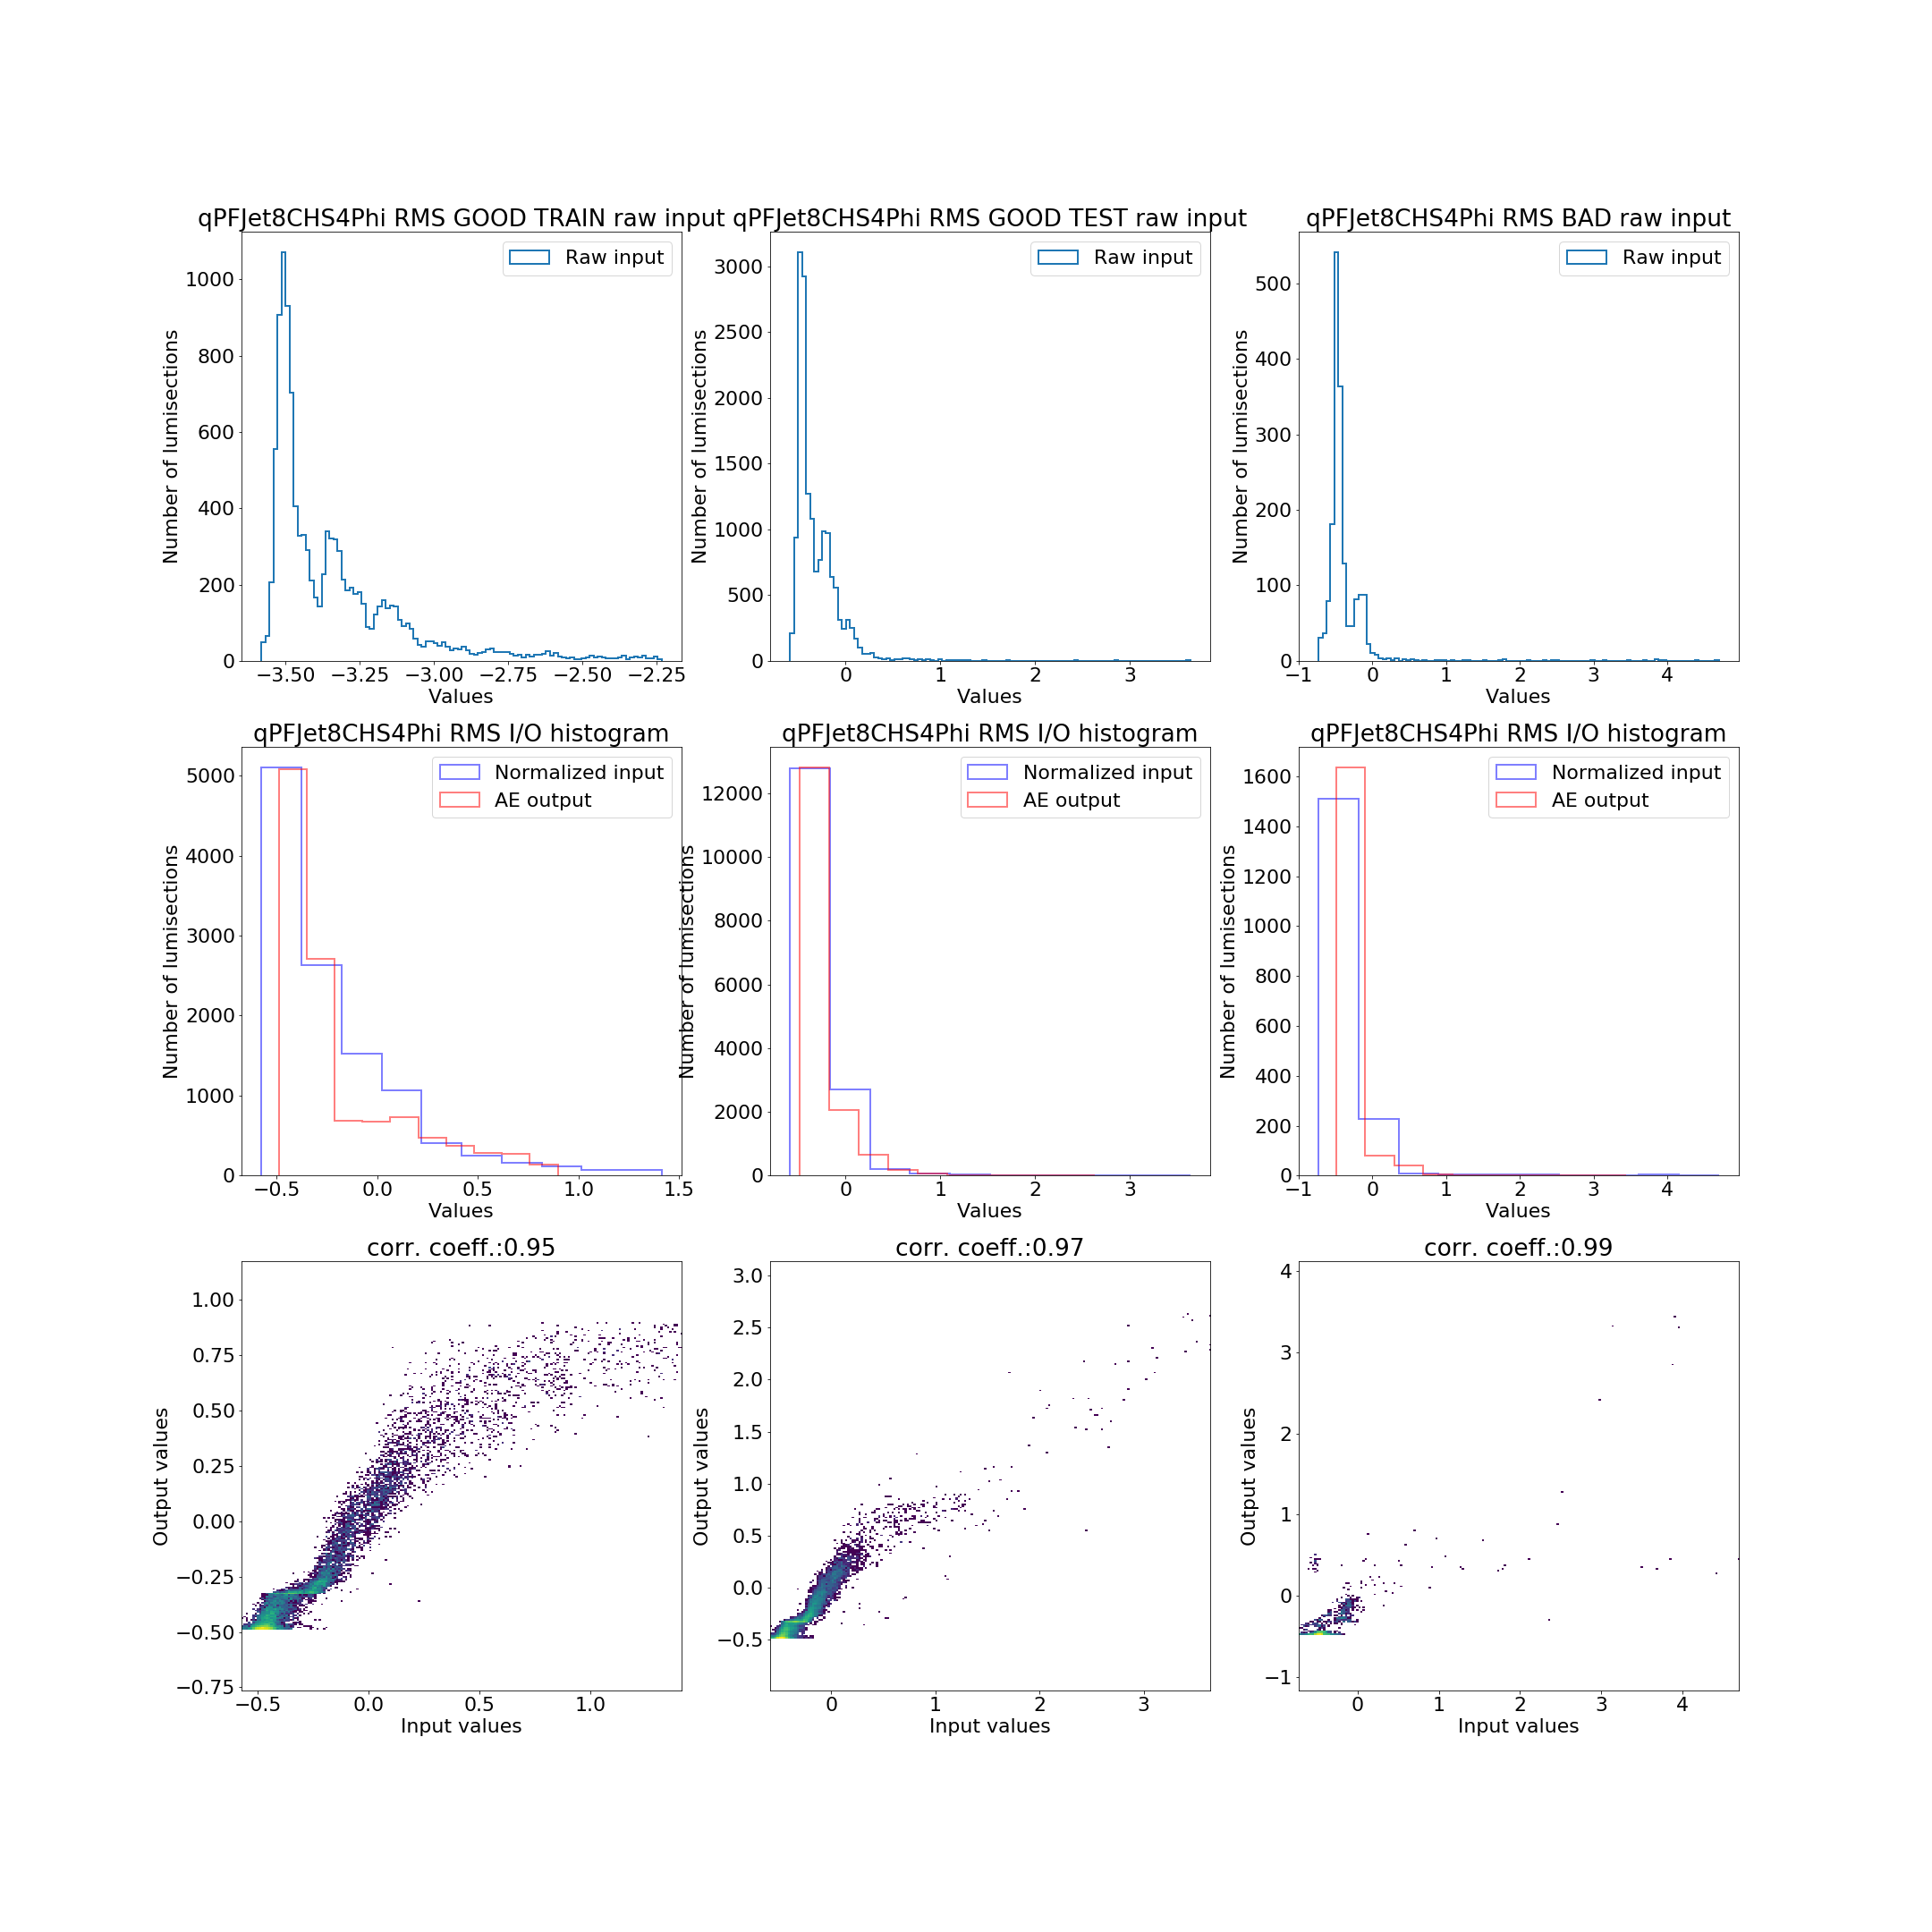 qPFJet8CHS4Phi RMS GOOD TRAIN raw input
Number of lumisections
1000
800
600
400
200
0
Raw input
−3.50 −3.25 −3.00 −2.75 −2.50 −2.25
Values
qPFJet8CHS4Phi RMS GOOD TEST raw input
Number of lumisections
3000
2500
2000
1500
1000
500
0
Raw input
0 1 2 3
Values
qPFJet8CHS4Phi RMS BAD raw input
Number of lumisections
500
400
300
200
100
0
Raw input
−1 0 1 2 3 4
Values
qPFJet8CHS4Phi RMS I/O histogram
Number of lumisections
5000
4000
3000
2000
1000
0
Normalized input
AE output
−0.5 0.0 0.5 1.0 1.5
Values
qPFJet8CHS4Phi RMS I/O histogram
Number of lumisections
12000
10000
8000
6000
4000
2000
0
Normalized input
AE output
0 1 2 3
Values
qPFJet8CHS4Phi RMS I/O histogram
Number of lumisections
1600
1400
1200
1000
800
600
400
200
0
Normalized input
AE output
−1 0 1 2 3 4
Values
corr. coeff.:0.95
Output values
1.00
0.75
0.50
0.25
0.00
−0.25
−0.50
−0.75
−0.5 0.0 0.5 1.0
Input values
corr. coeff.:0.97
Output values
3.0
2.5
2.0
1.5
1.0
0.5
0.0
−0.5
0 1 2 3
Input values
corr. coeff.:0.99
Output values
4
3
2
1
0
−1
0 1 2 3 4
Input values